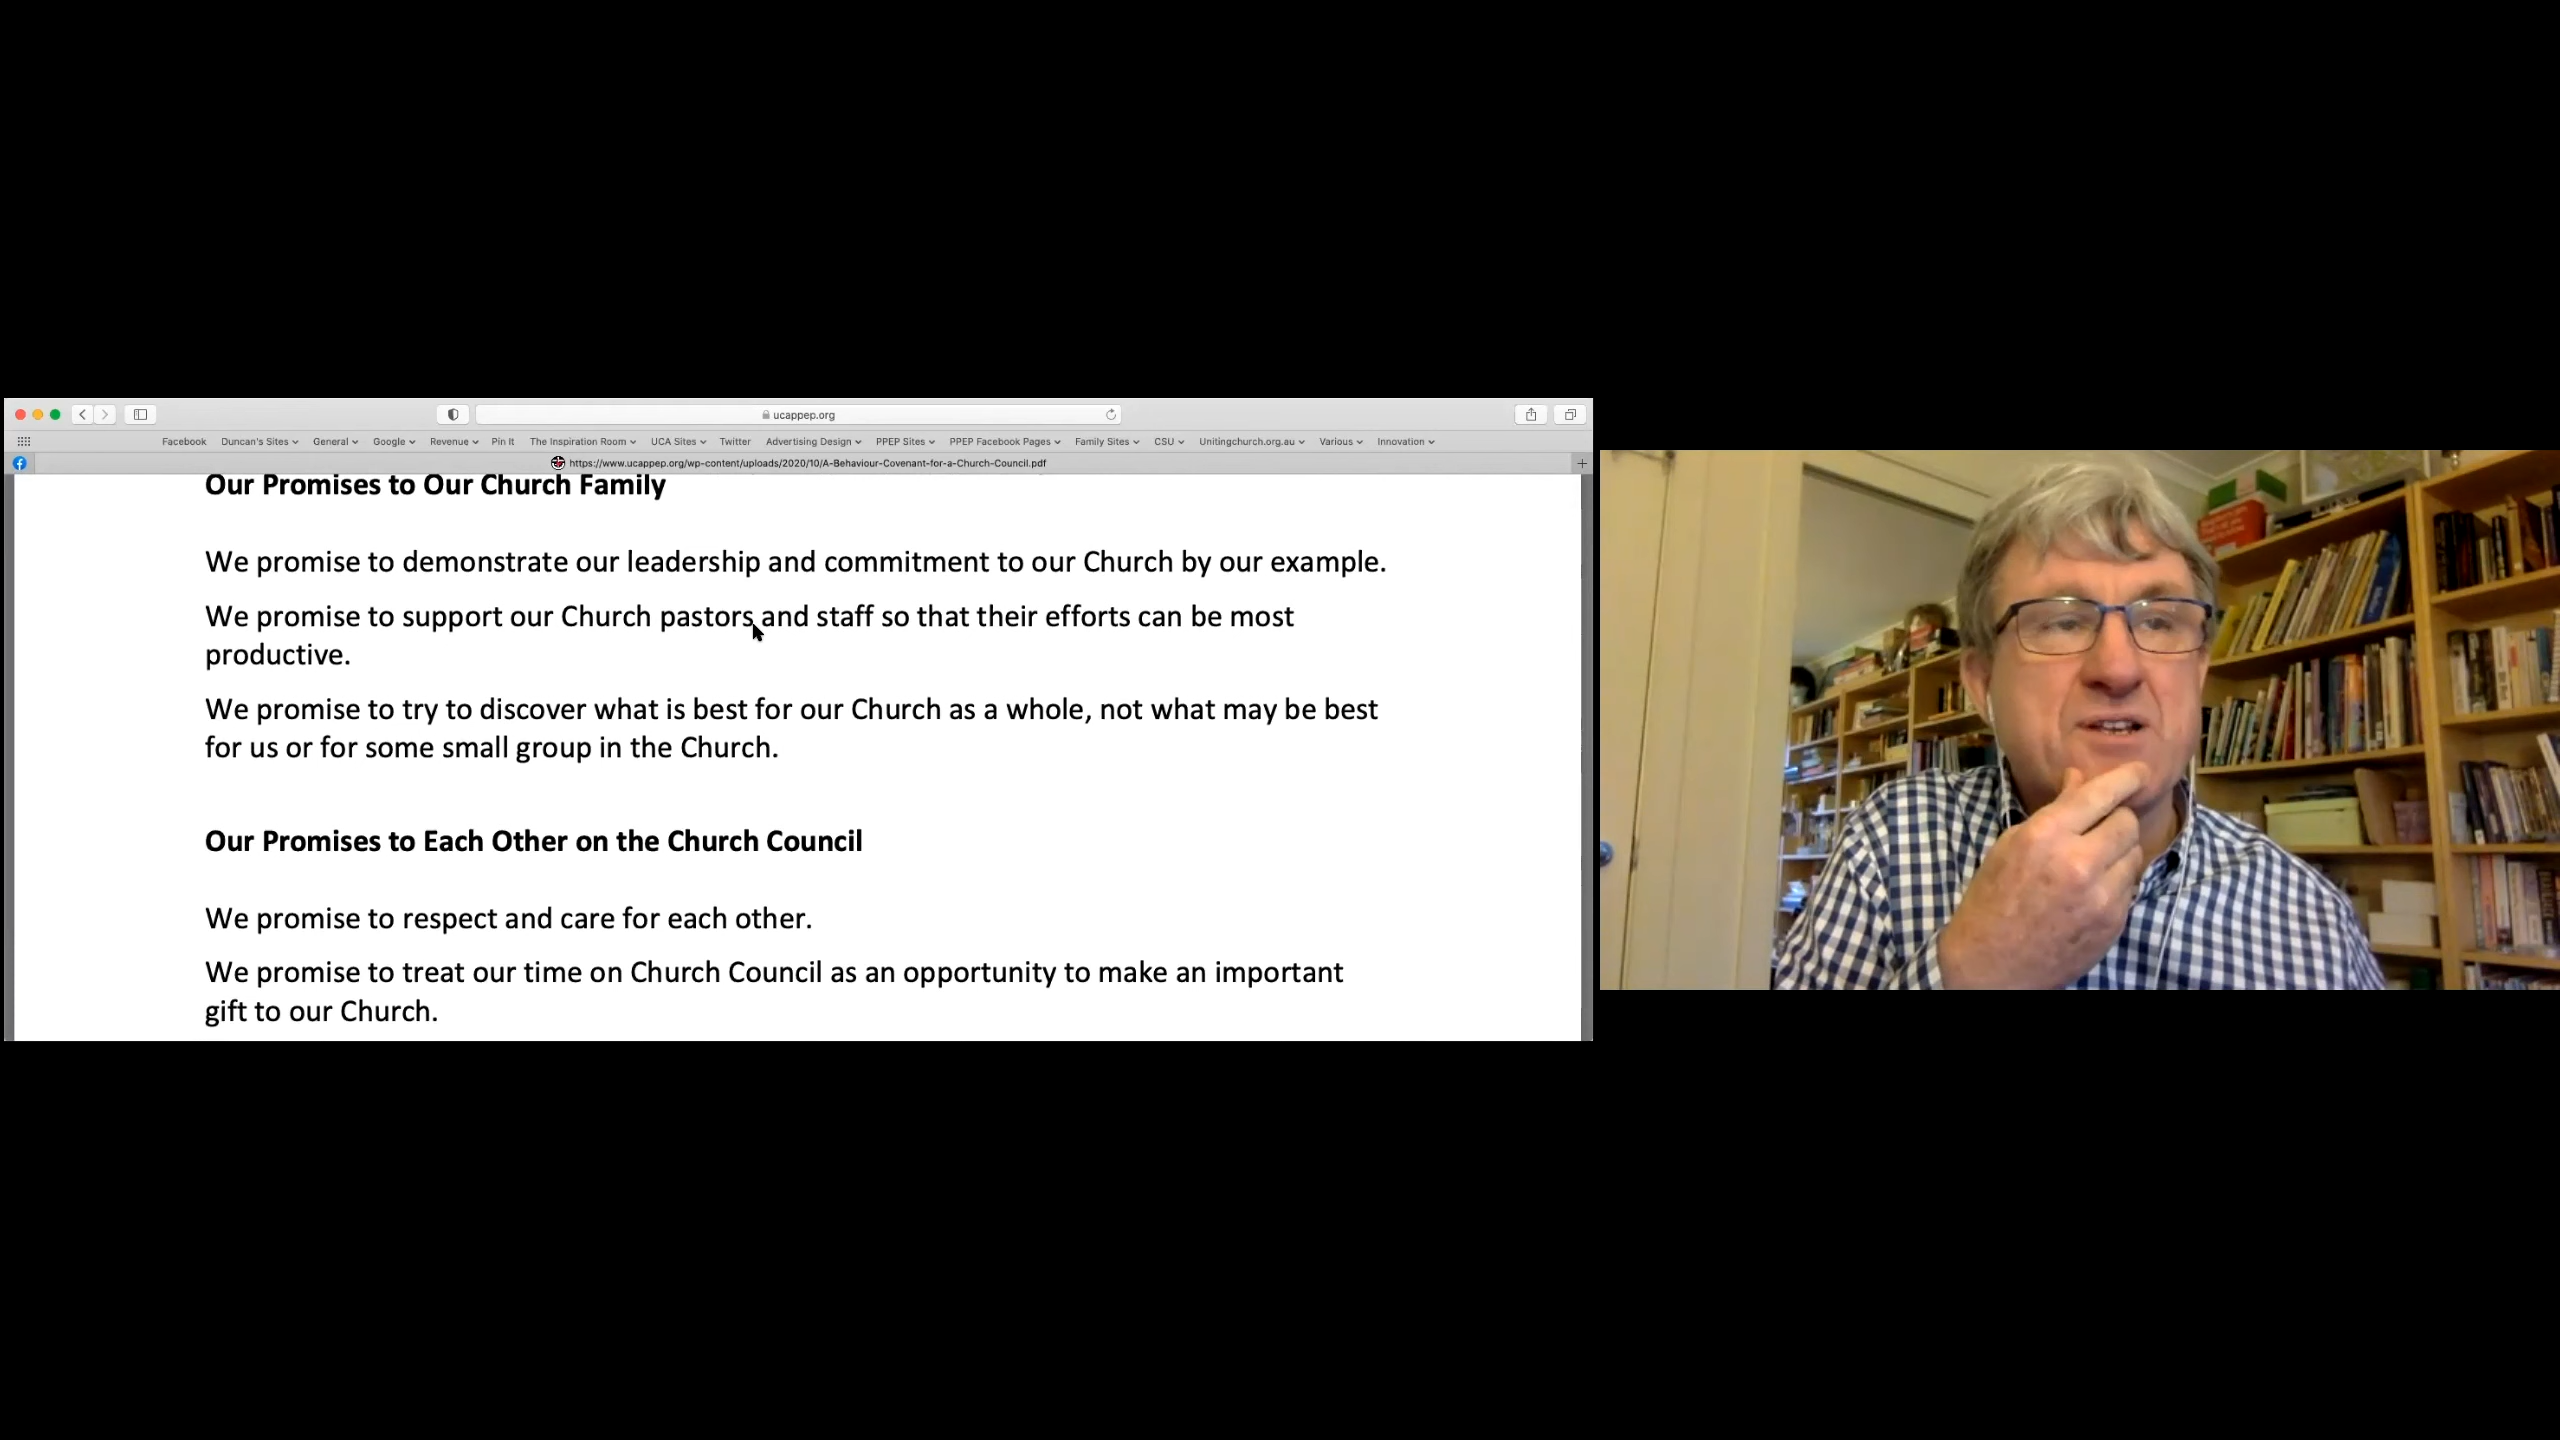 ucappep.org
Facebook Duncan's Sites General Google Revenue Pin It The Inspiration Room UCA Sites Twitter Advertising Design PPEP Sites PPEP Facebook Pages Family Sites CSU Unitingchurch.org.au Various Innovation
https://www.ucappep.org/wp-content/uploads/2020/10/A-Behaviour-Covenant-for-a-Church-Council.pdf
Our Promises to Our Church Family
We promise to demonstrate our leadership and commitment to our Church by our example.
We promise to support our Church pastors and staff so that their efforts can be most
productive.
We promise to try to discover what is best for our Church as a whole, not what may be best
for us or for some small group in the Church.
Our Promises to Each Other on the Church Council
We promise to respect and care for each other.
We promise to treat our time on Church Council as an opportunity to make an important
gift to our Church.